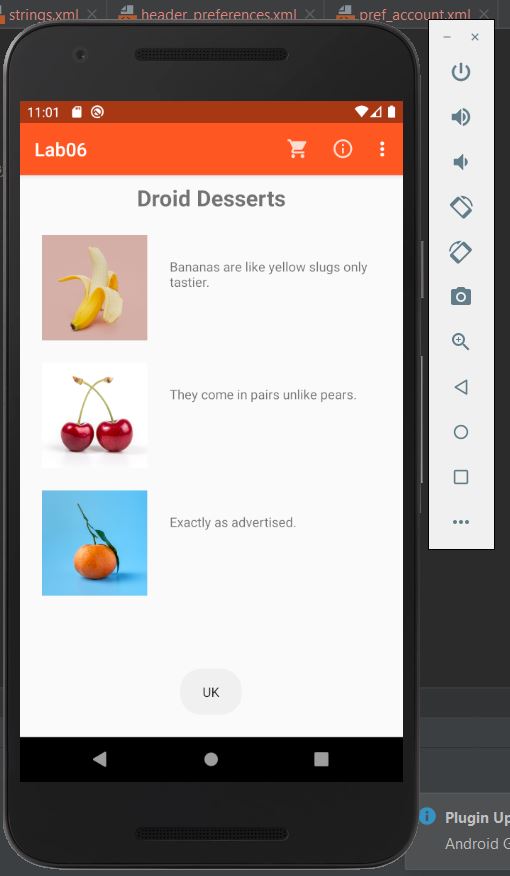 strings.xml
header_preferences.xml
pref_account.xml
11:01
Lab06
Droid Desserts
Bananas are like yellow slugs only
tastier.
They come in pairs unlike pears.
Exactly as advertised.
UK
Plugin Up
Android G